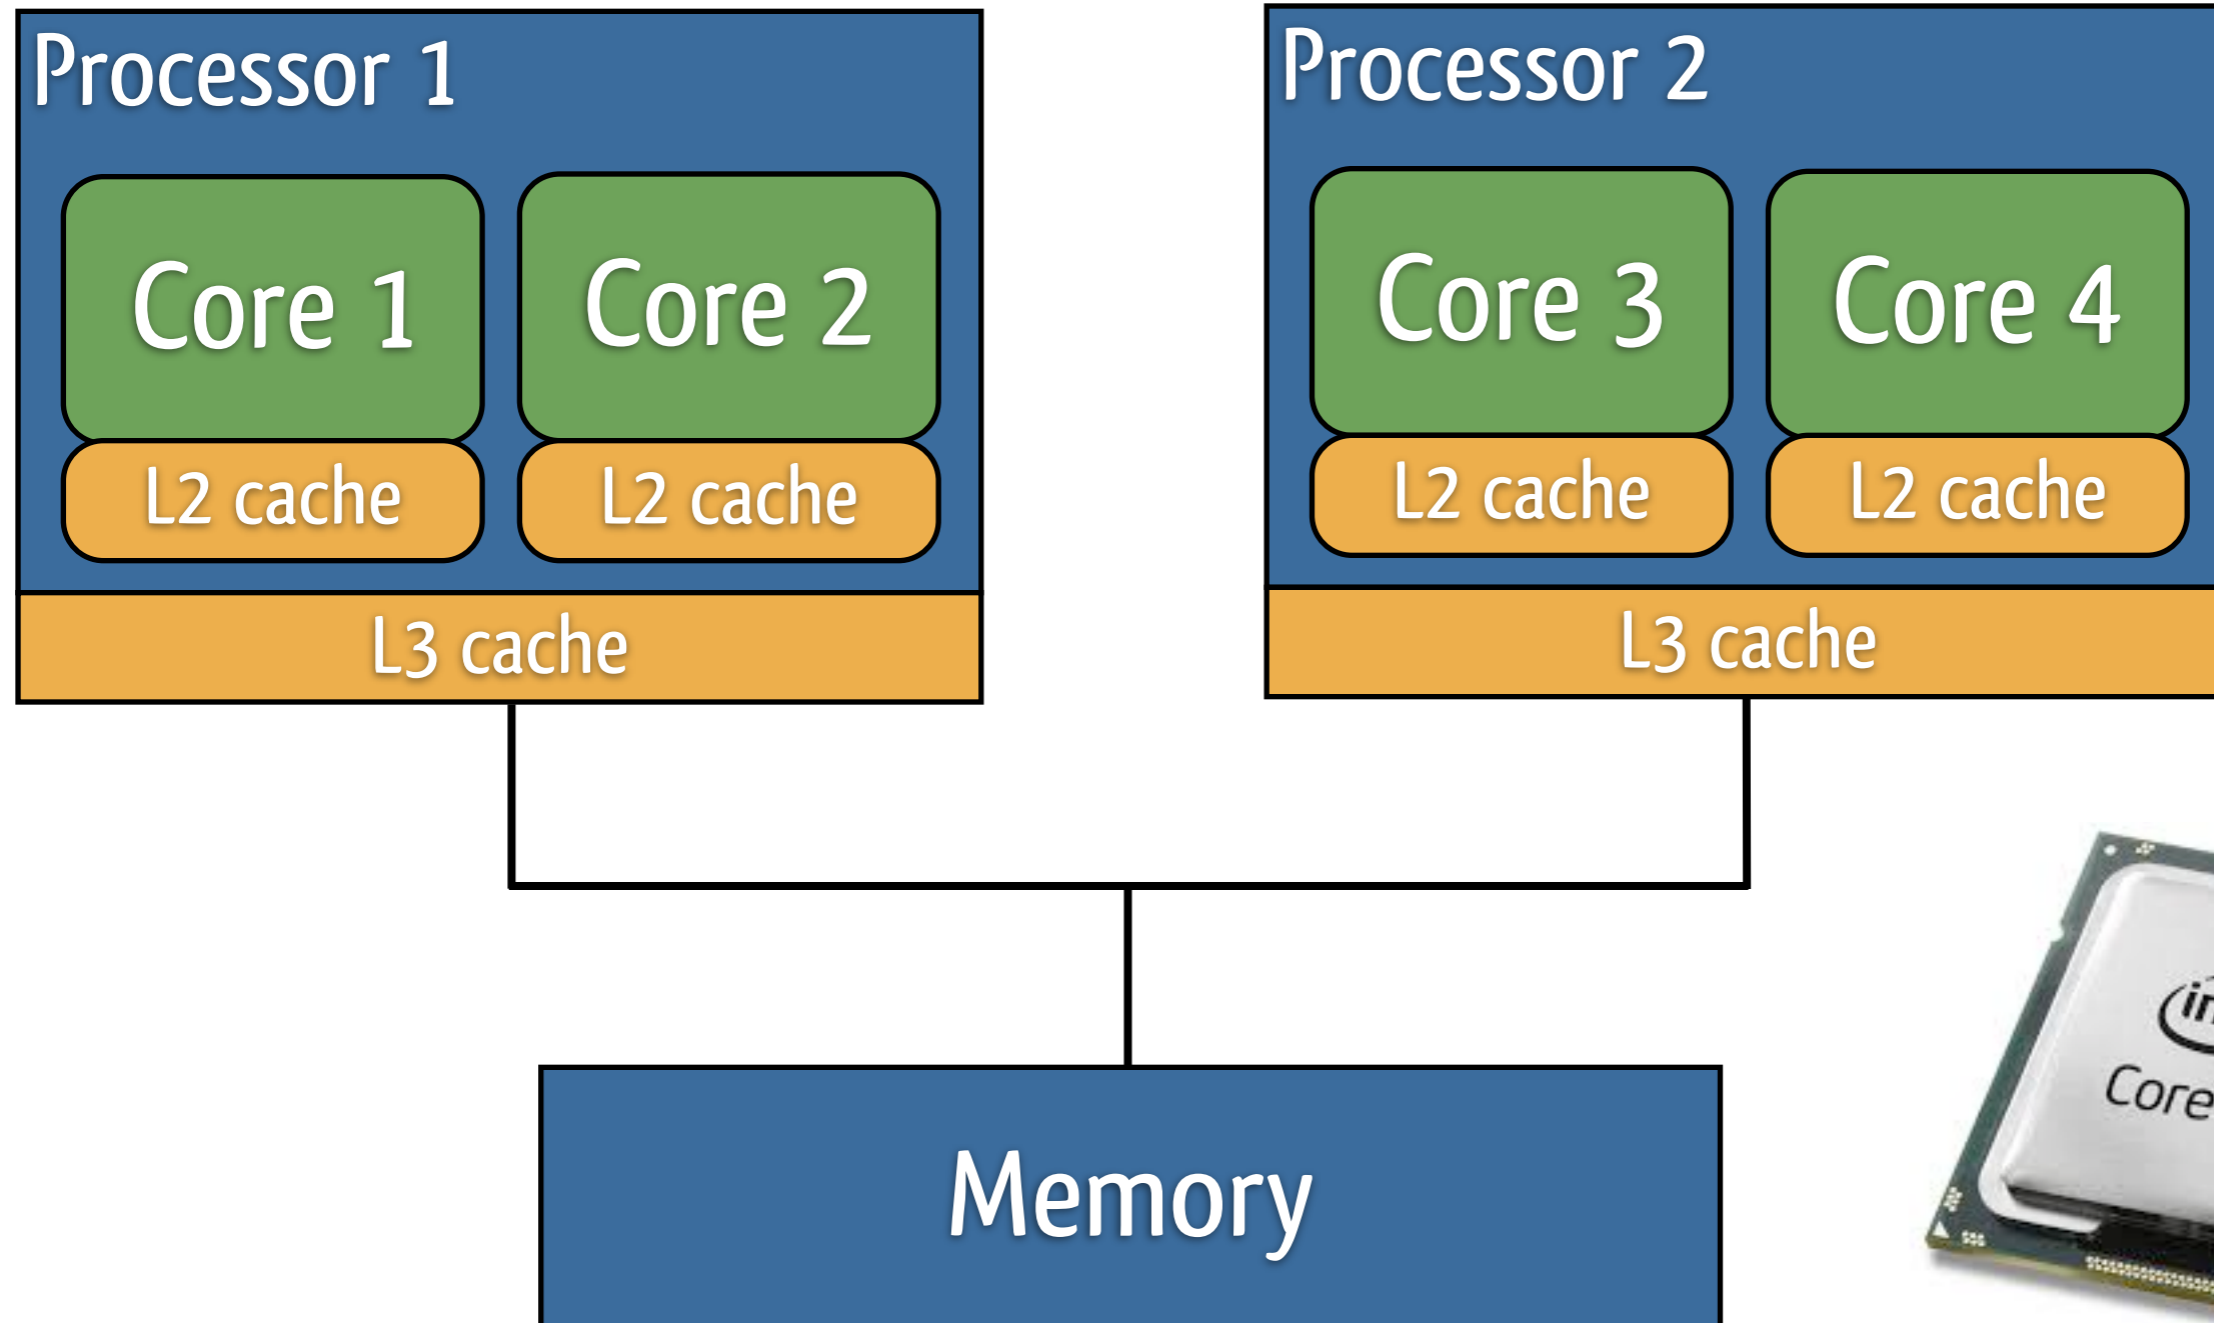 Processor 1
Processor 2
Core 1
Core 2
Core 3
Core 4
L2 cache
L2 cache
L2 cache
L2 cache
L3 cache
L3 cache
Memory
Core